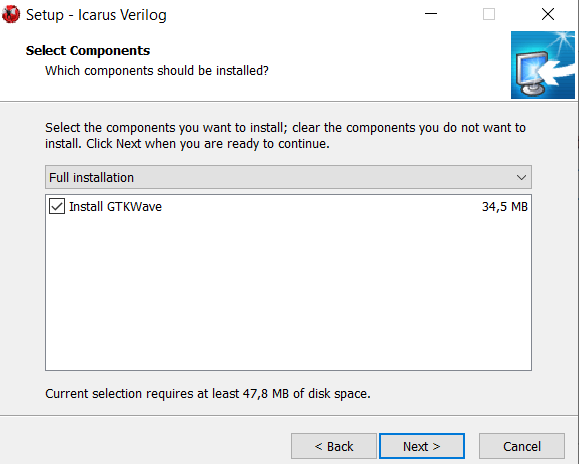 Setup - Icarus Verilog
Select Components
Which components should be installed?
Select the components you want to install; clear the components you do not want to
install. Click Next when you are ready to continue.
Full installation
Install GTKWave 34,5 MB
Current selection requires at least 47,8 MB of disk space.
< Back Next > Cancel